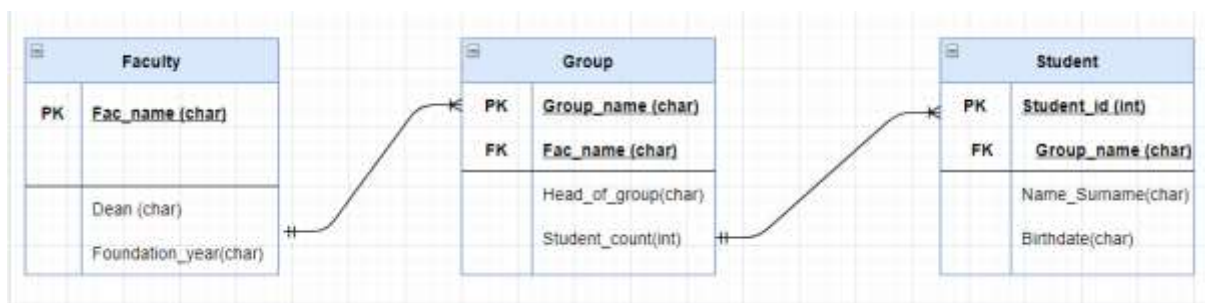 Faculty
PK Fac_name (char)
Dean (char)
Foundation_year(char)
Group
PK Group_name (char)
FK Fac_name (char)
Head_of_group(char)
Student_count(int)
Student
PK Student_id (int)
FK Group_name (char)
Name_Surname(char)
Birthdate(char)